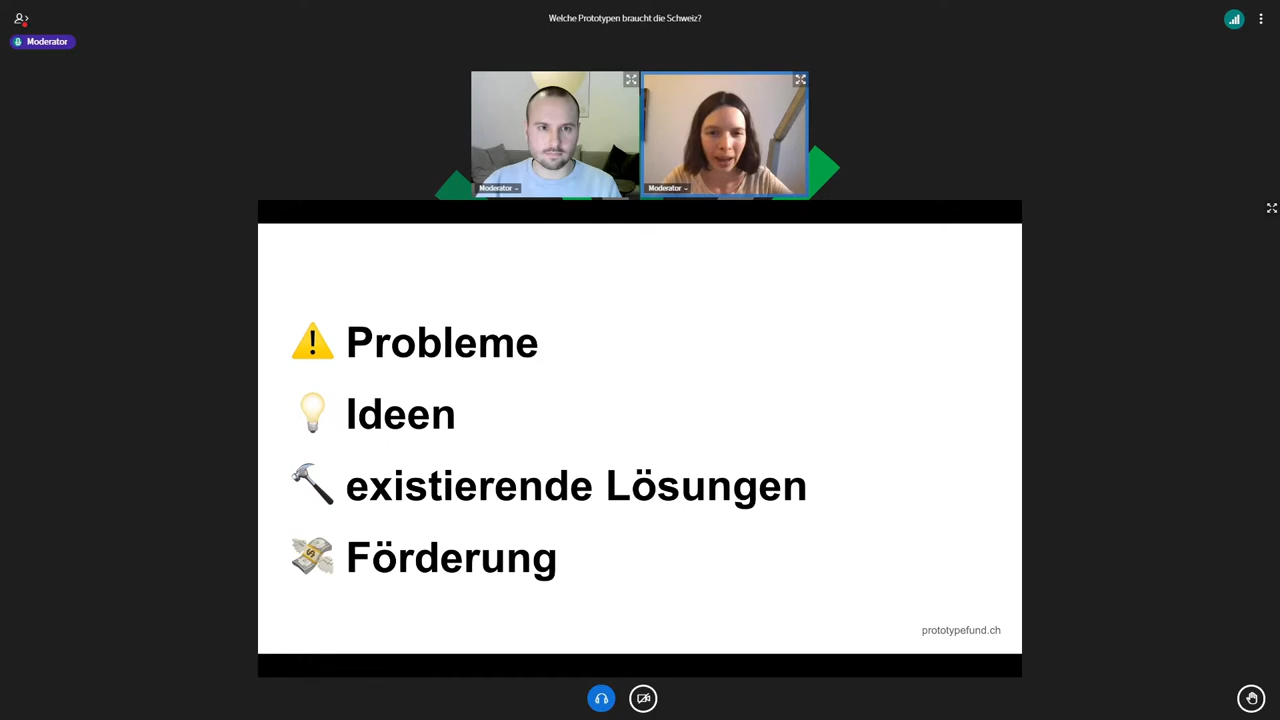 Welche Prototypen braucht die Schweiz?
Moderator
Moderator
Moderator
Probleme
Ideen
existierende Lösungen
Förderung
prototypefund.ch